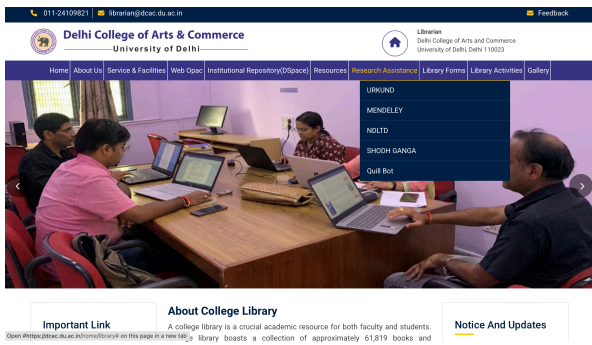 011-24109821 librarian@dcac.du.ac.in Feedback
Delhi College of Arts & Commerce
University of Delhi
Librarian
Delhi College of Arts and Commerce
University of Delhi, Delhi 110023
Home About Us Service & Facilities Web Opac Institutional Repository(DSpace) Resources Research Assistance Library Forms Library Activities Gallery
URKUND
MENDELEY
NDLTD
SHODH GANGA
Quill Bot
Important Link
About College Library
A college library is a crucial academic resource for both faculty and students.
library boasts a collection of approximately 61,819 books and
Notice And Updates
Open #https://dcac.du.ac.in/home/library# on this page in a new tab